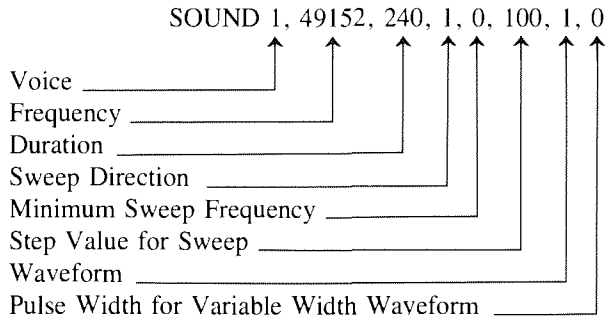 SOUND 1, 49152, 240, 1, 0, 100, 1, 0
Voice
Frequency
Duration
Sweep Direction
Minimum Sweep Frequency
Step Value for Sweep
Waveform
Pulse Width for Variable Width Waveform